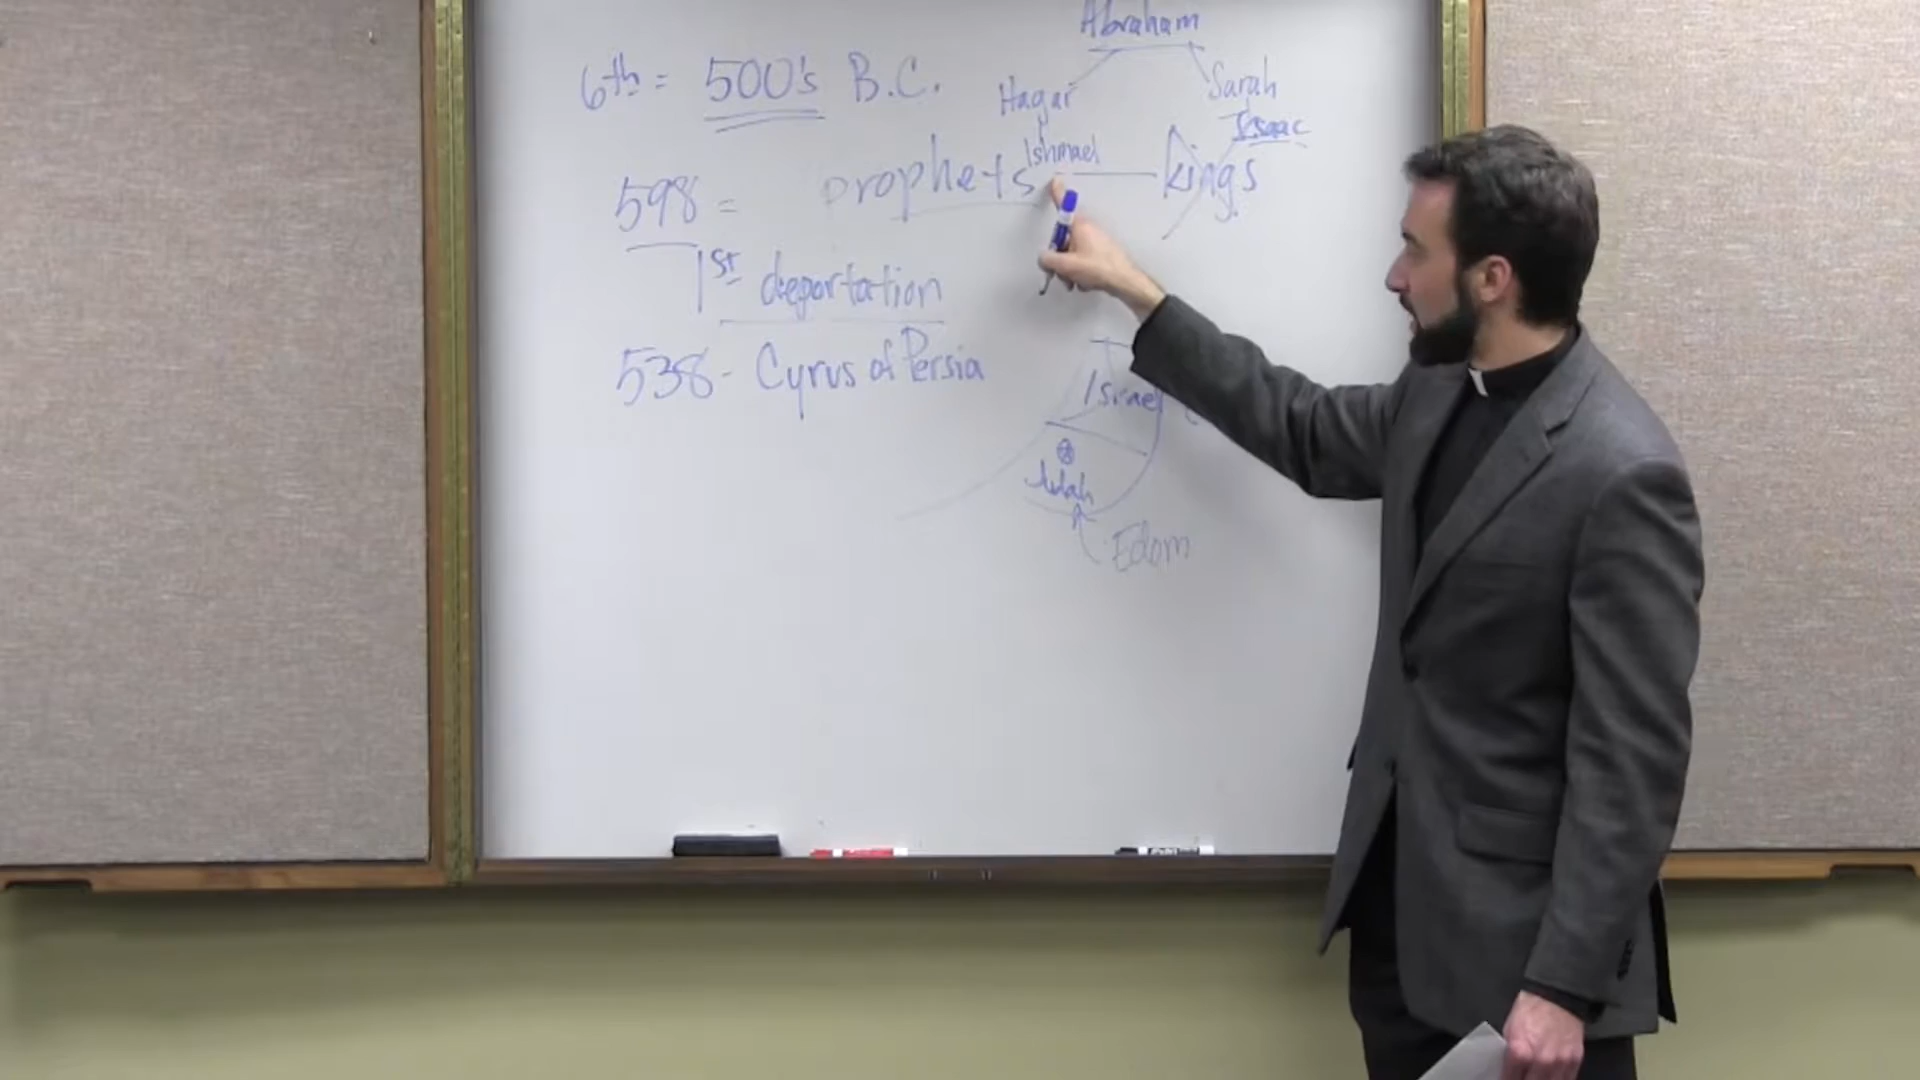 Abraham
6th = 500's B.C.
Hagar
Sarah
Isaac
Ishmael
prophets — kings
598 =
1st deportation
538 - Cyrus of Persia
Israel
Judah
Edom